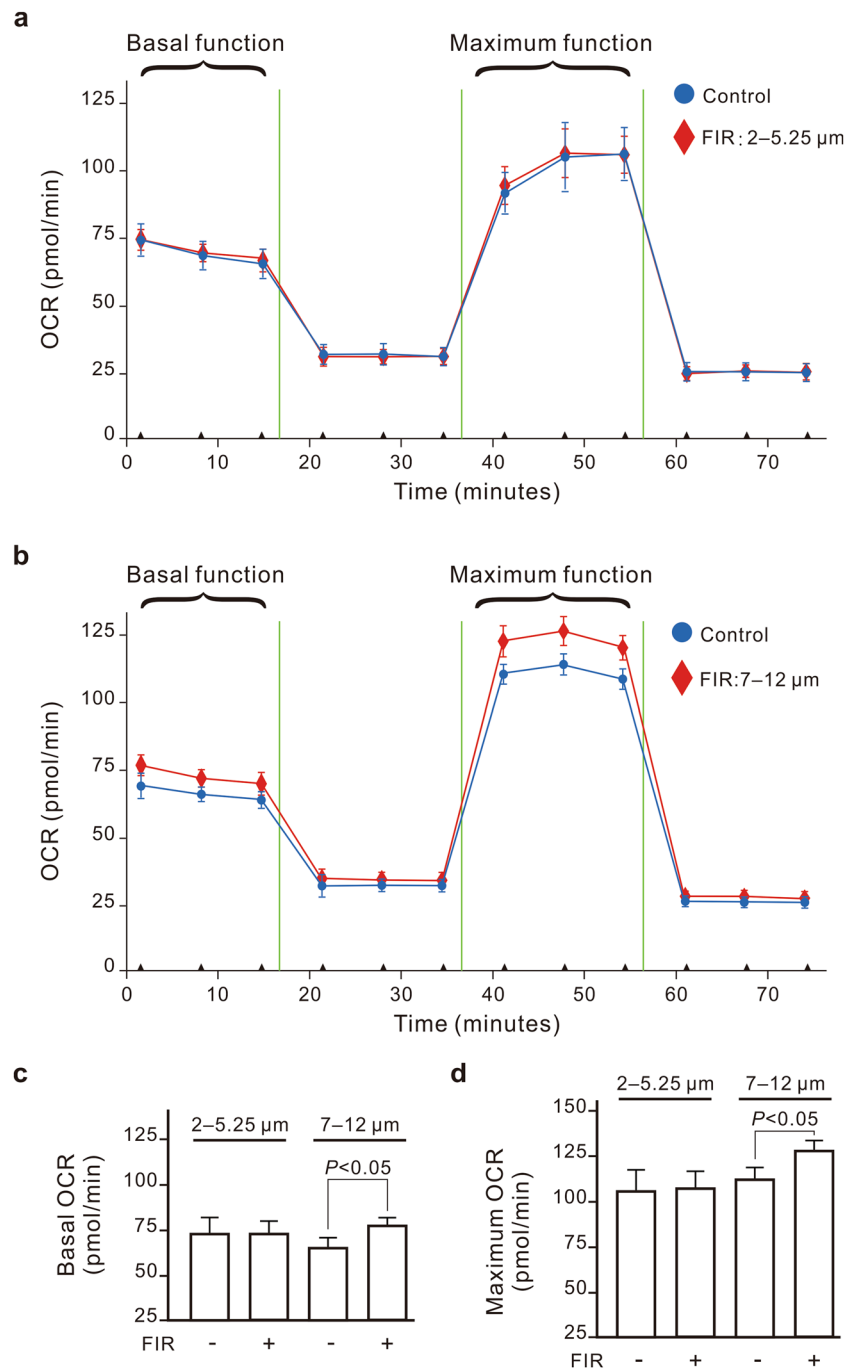 a
Basal function
Maximum function
125
100
75
50
25
0
OCR (pmol/min)
Control
FIR: 2–5.25 μm
0 10 20 30 40 50 60 70
Time (minutes)
b
Basal function
Maximum function
125
100
75
50
25
0
OCR (pmol/min)
Control
FIR:7–12 μm
0 10 20 30 40 50 60 70
Time (minutes)
c
2–5.25 μm 7–12 μm
P<0.05
125
100
75
50
25
Basal OCR
(pmol/min)
FIR - + - +
d
2–5.25 μm 7–12 μm
P<0.05
150
125
100
75
50
25
Maximum OCR
(pmol/min)
FIR - + - +